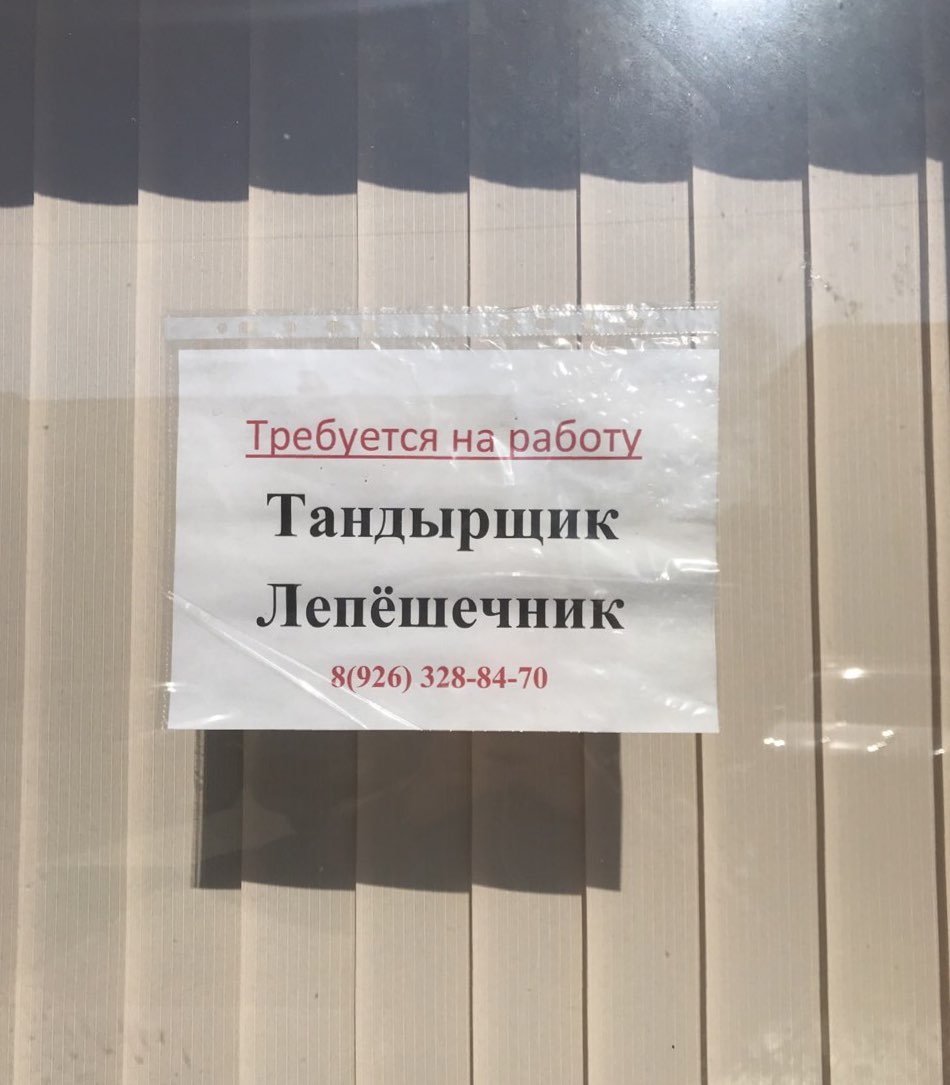 Требуется на работу
Тандырщик
Лепёшечник
8(926) 328-84-70